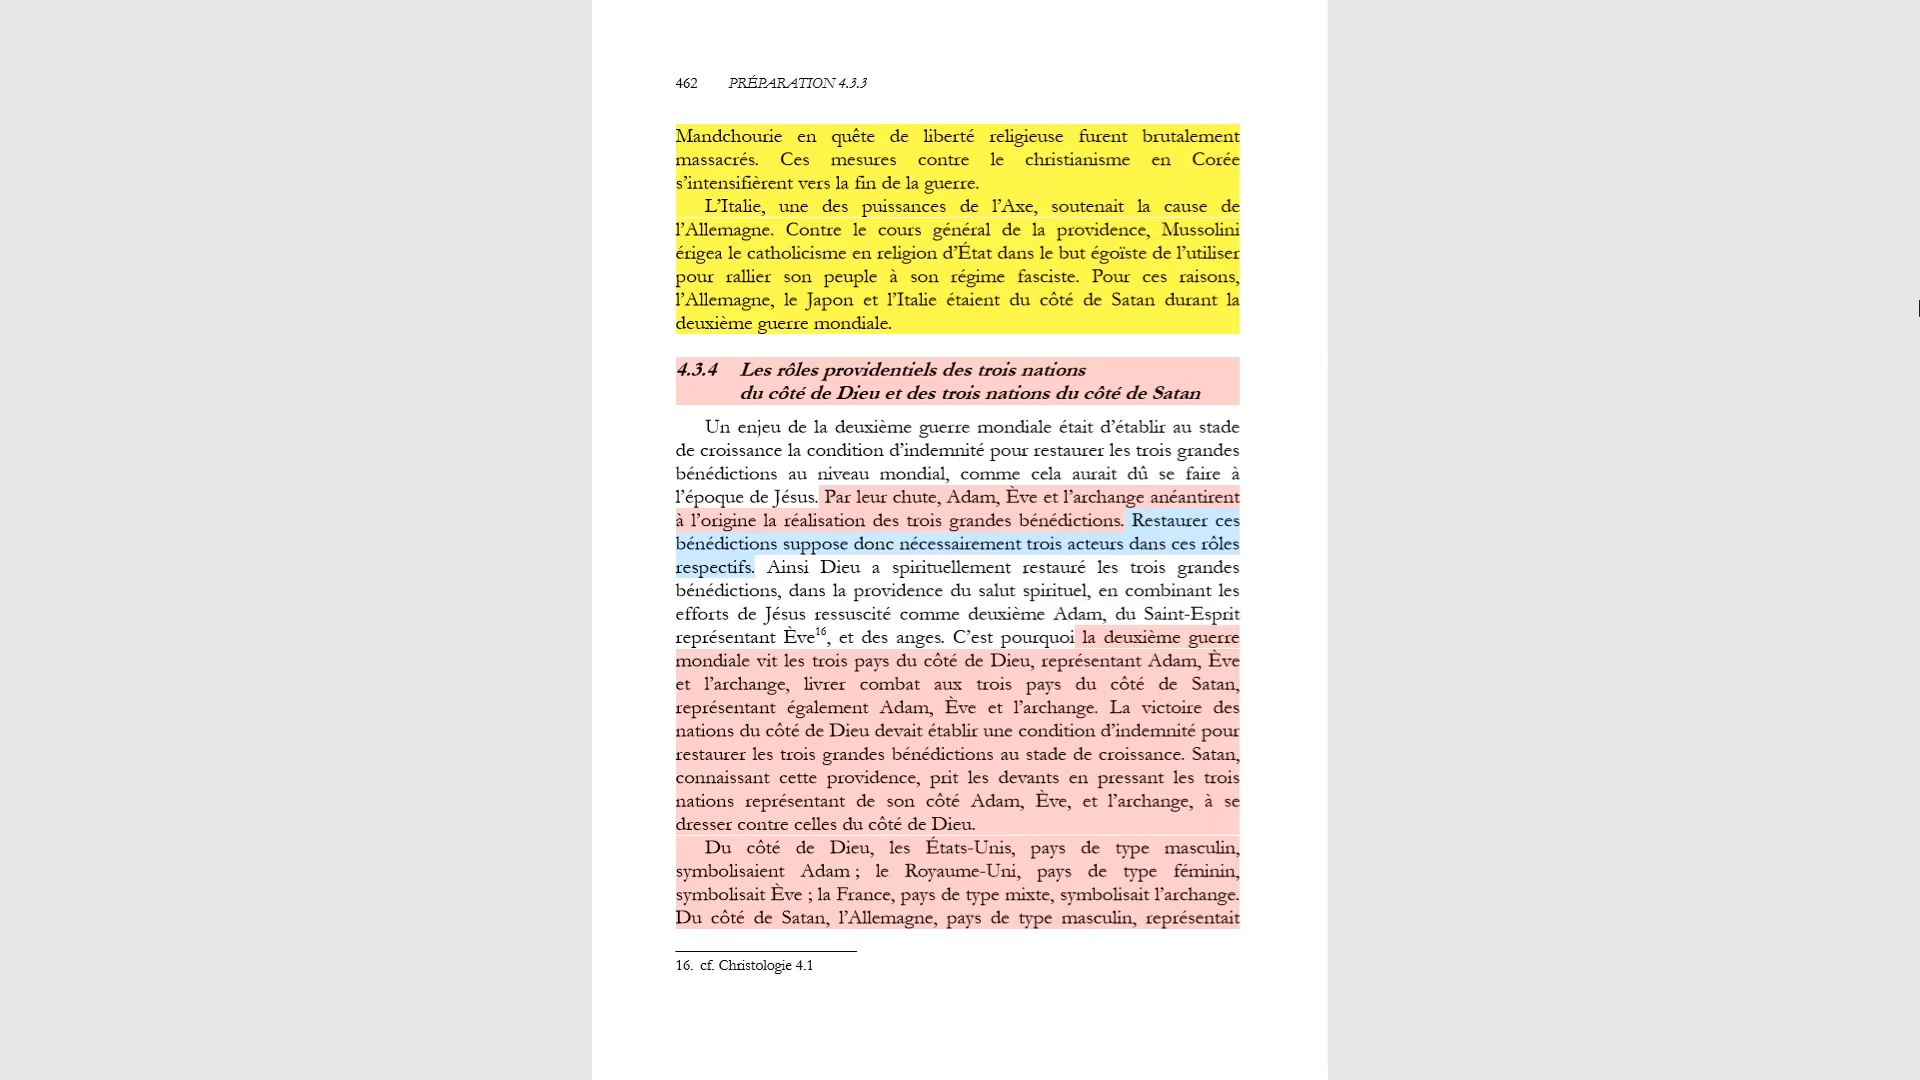 462 PRÉPARATION 4.3.3
Mandchourie en quête de liberté religieuse furent brutalement
massacrés. Ces mesures contre le christianisme en Corée
s’intensifièrent vers la fin de la guerre.
L’Italie, une des puissances de l’Axe, soutenait la cause de
l’Allemagne. Contre le cours général de la providence, Mussolini
érigea le catholicisme en religion d’État dans le but égoïste de l’utiliser
pour rallier son peuple à son régime fasciste. Pour ces raisons,
l’Allemagne, le Japon et l’Italie étaient du côté de Satan durant la
deuxième guerre mondiale.
4.3.4 Les rôles providentiels des trois nations
du côté de Dieu et des trois nations du côté de Satan
Un enjeu de la deuxième guerre mondiale était d’établir au stade
de croissance la condition d’indemnité pour restaurer les trois grandes
bénédictions au niveau mondial, comme cela aurait dû se faire à
l’époque de Jésus. Par leur chute, Adam, Ève et l’archange anéantirent
à l’origine la réalisation des trois grandes bénédictions. Restaurer ces
bénédictions suppose donc nécessairement trois acteurs dans ces rôles
respectifs. Ainsi Dieu a spirituellement restauré les trois grandes
bénédictions, dans la providence du salut spirituel, en combinant les
efforts de Jésus ressuscité comme deuxième Adam, du Saint-Esprit
représentant Ève16, et des anges. C’est pourquoi la deuxième guerre
mondiale vit les trois pays du côté de Dieu, représentant Adam, Ève
et l’archange, livrer combat aux trois pays du côté de Satan,
représentant également Adam, Ève et l’archange. La victoire des
nations du côté de Dieu devait établir une condition d’indemnité pour
restaurer les trois grandes bénédictions au stade de croissance. Satan,
connaissant cette providence, prit les devants en pressant les trois
nations représentant de son côté Adam, Ève, et l’archange, à se
dresser contre celles du côté de Dieu.
Du côté de Dieu, les États-Unis, pays de type masculin,
symbolisaient Adam ; le Royaume-Uni, pays de type féminin,
symbolisait Ève ; la France, pays de type mixte, symbolisait l’archange.
Du côté de Satan, l’Allemagne, pays de type masculin, représentait
16. cf. Christologie 4.1